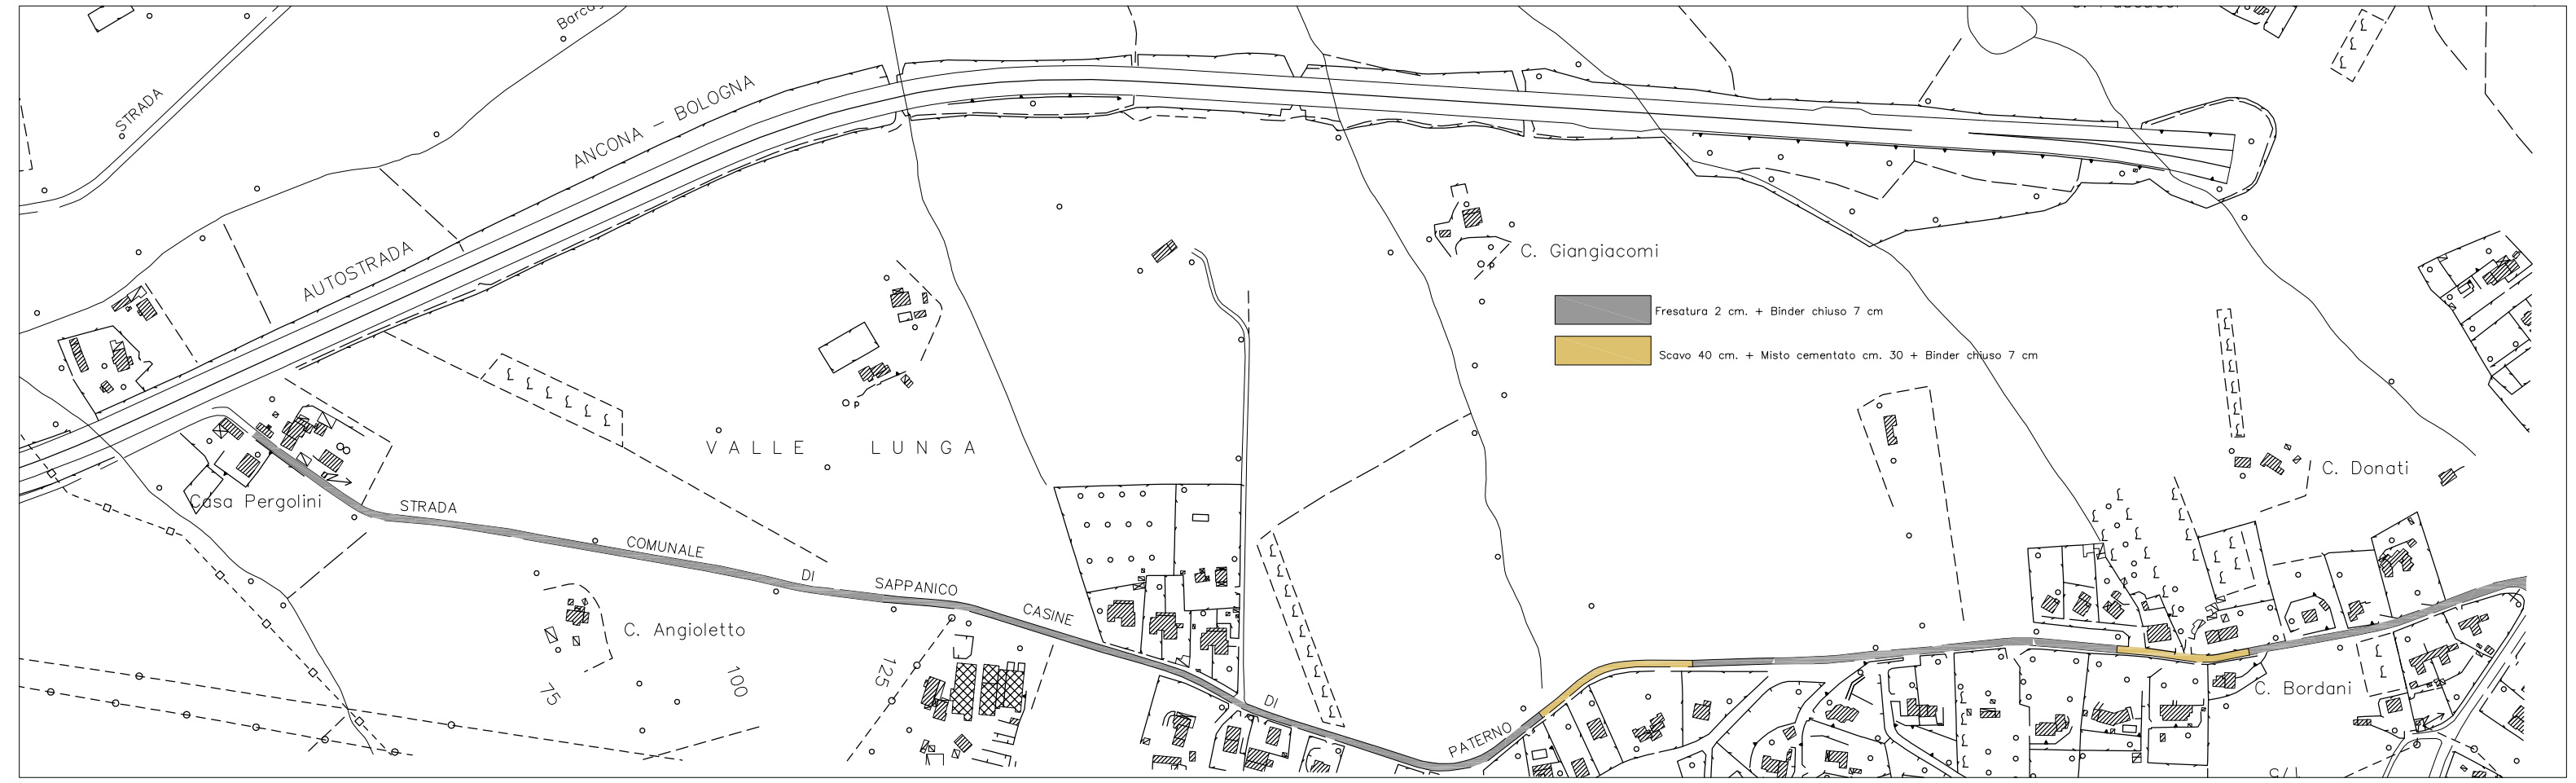 STRADA
ANCONA - BOLOGNA
AUTOSTRADA
C. Giangiacomi
Fresatura 2 cm. + Binder chiuso 7 cm
Scavo 40 cm. + Misto cementato cm. 30 + Binder chiuso 7 cm
VALLE LUNGA
C. Donati
Casa Pergolini
STRADA
COMUNALE
DI
SAPPANICO
CASINE
C. Angioletto
75
100
125
DI
PATERNO
C. Bordani
p
p